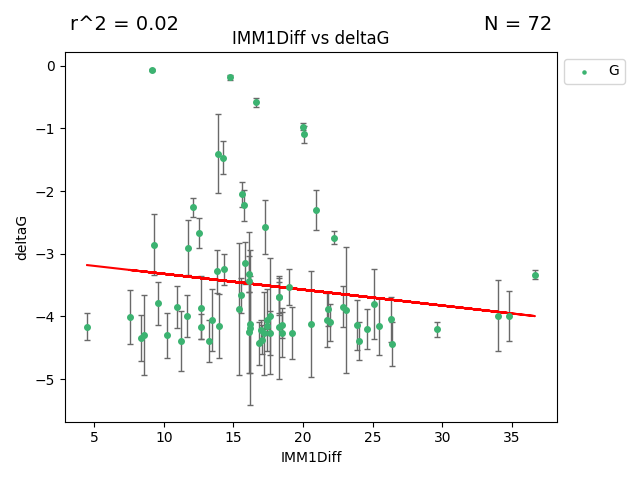 r^2 = 0.02
N = 72
IMM1Diff vs deltaG
G
0
−1
−2
−3
−4
−5
deltaG
5 10 15 20 25 30 35
IMM1Diff